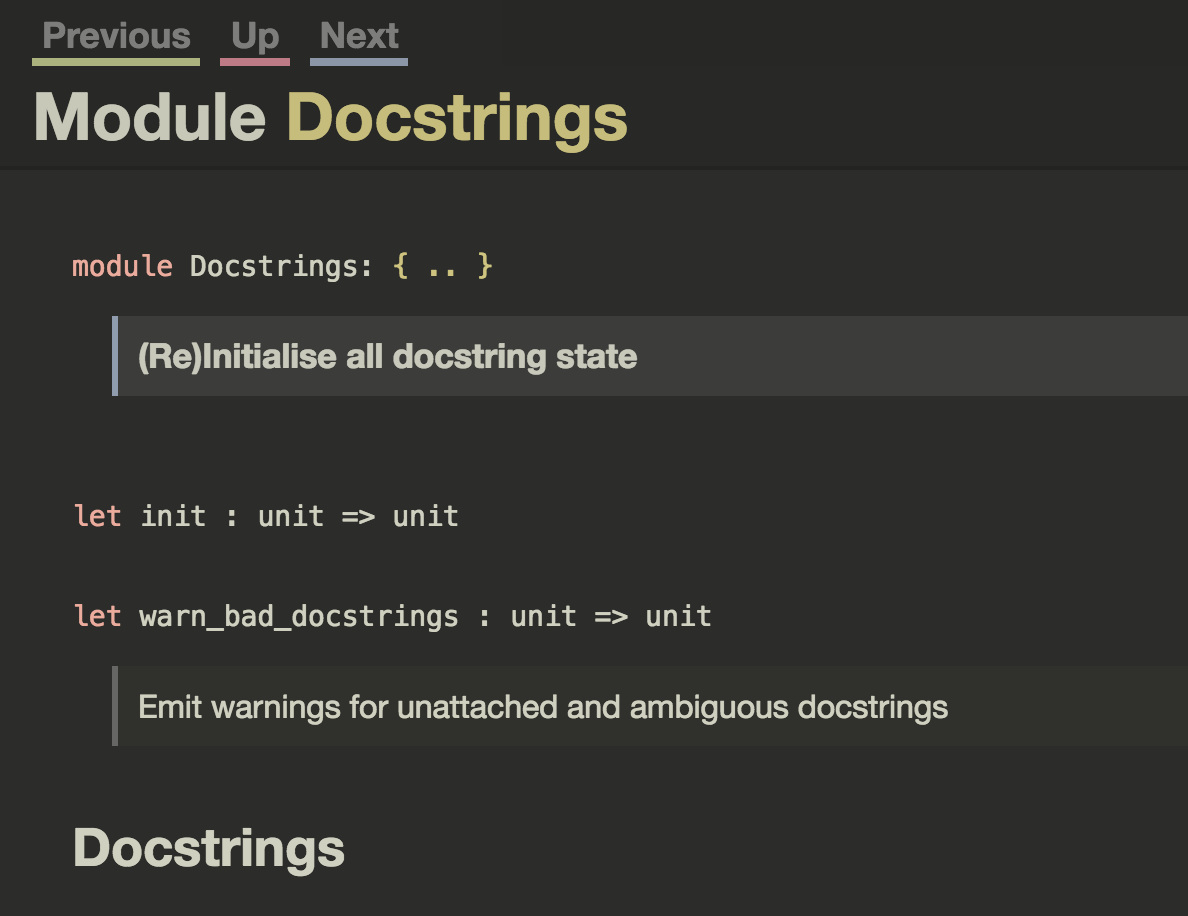 Previous Up Next
Module Docstrings
module Docstrings: { .. }
(Re)Initialise all docstring state
let init : unit => unit
let warn_bad_docstrings : unit => unit
Emit warnings for unattached and ambiguous docstrings
Docstrings